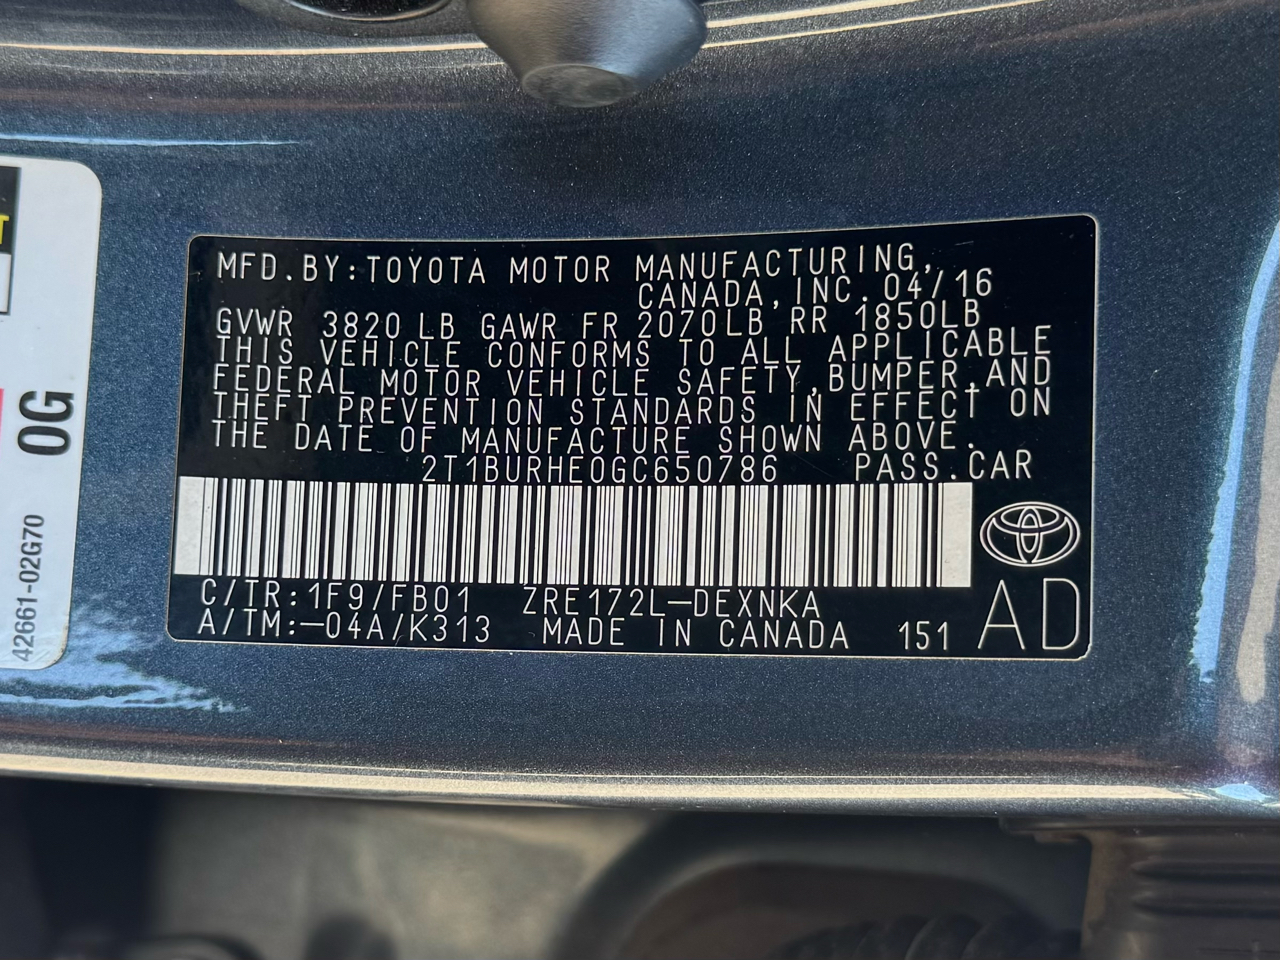 MFD.BY:TOYOTA MOTOR MANUFACTURING,
CANADA,INC.04/16
GVWR 3820LB GAWR FR 2070LB RR 1850LB
THIS VEHICLE CONFORMS TO ALL APPLICABLE
FEDERAL MOTOR VEHICLE SAFETY,BUMPER,AND
THEFT PREVENTION STANDARDS IN EFFECT ON
THE DATE OF MANUFACTURE SHOWN ABOVE.
2T1BURHE0GC650786 PASS.CAR
C/TR:1F9/FB01 ZRE172L-DEXNKA
A/TM:-04A/K313 MADE IN CANADA 151
AD
0G
42661-02G70
T